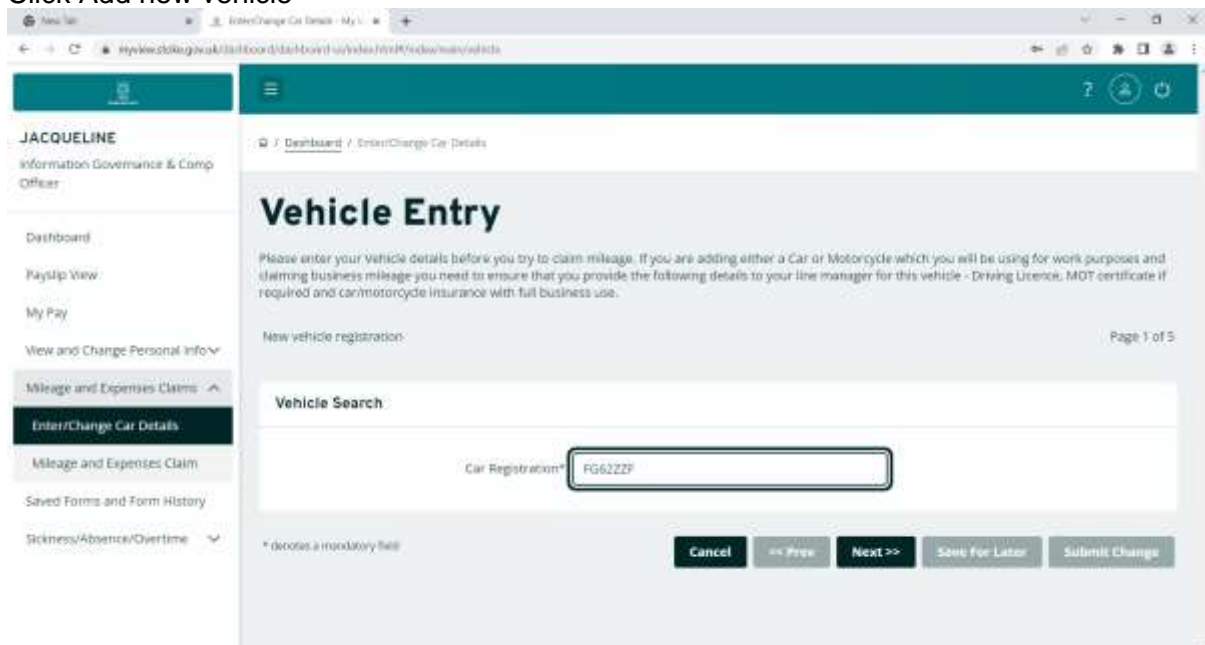 Click Add new Vehicle
New Tab
Enter/Change Car Details - My V
JACQUELINE
Information Governance & Comp
Officer
Dashboard
Payslip View
My Pay
View and Change Personal Info
Mileage and Expenses Claims
Enter/Change Car Details
Mileage and Expenses Claim
Saved Forms and Form History
Sickness/Absence/Overtime
?
/ Dashboard / Enter/Change Car Details
Vehicle Entry
Please enter your Vehicle details before you try to claim mileage. If you are adding either a Car or Motorcycle which you will be using for work purposes and
claiming business mileage you need to ensure that you provide the following details to your line manager for this vehicle - Driving Licence, MOT certificate if
required and car/motorcycle insurance with full business use.
New vehicle registration
Page 1 of 5
Vehicle Search
Car Registration* FG62ZZF
* denotes a mandatory field
Cancel
<< Prev
Next >>
Save For Later
Submit Change